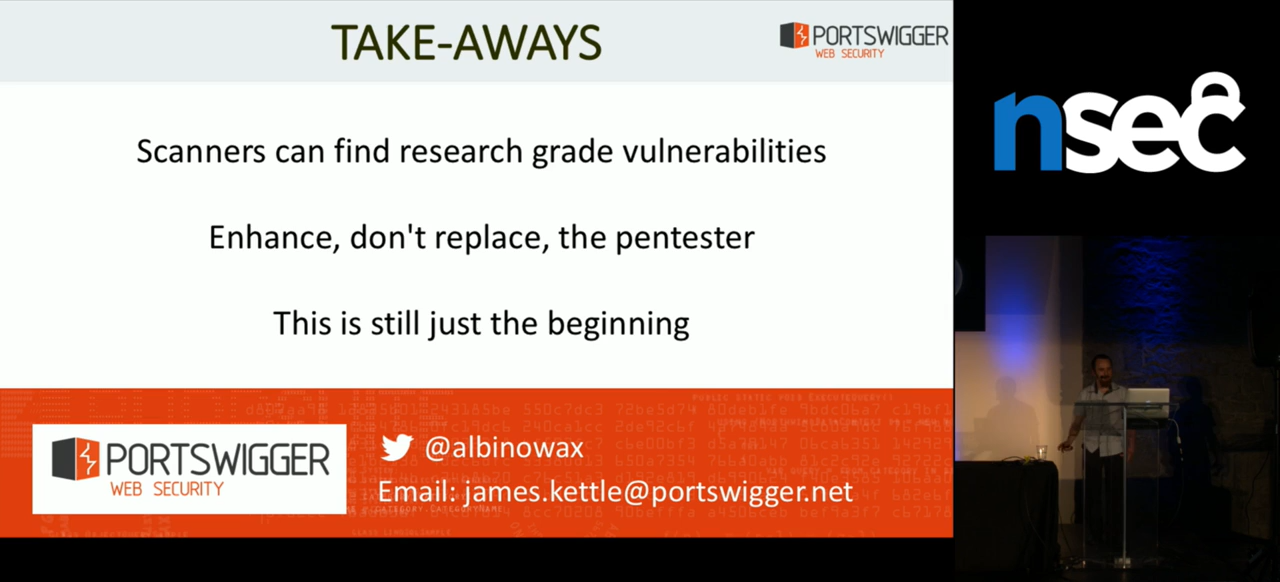 TAKE-AWAYS
PORTSWIGGER
WEB SECURITY
nsec
Scanners can find research grade vulnerabilities
Enhance, don't replace, the pentester
This is still just the beginning
PORTSWIGGER
WEB SECURITY
@albinowax
Email: james.kettle@portswigger.net